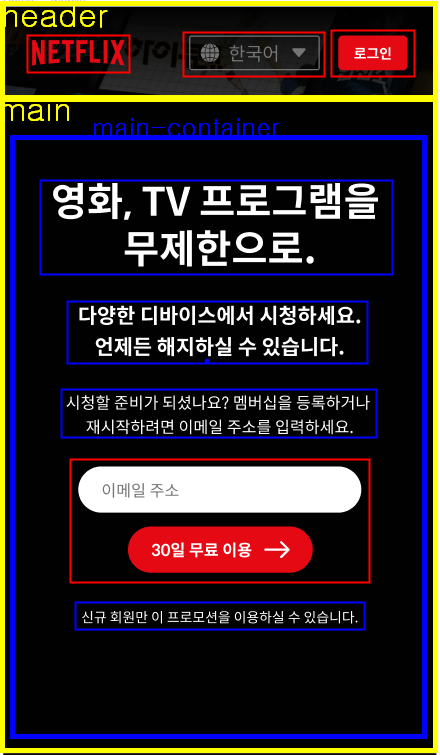 header
NETFLIX
한국어
로그인
main
main-container
영화, TV 프로그램을
무제한으로.
다양한 디바이스에서 시청하세요.
언제든 해지하실 수 있습니다.
시청할 준비가 되셨나요? 멤버십을 등록하거나
재시작하려면 이메일 주소를 입력하세요.
이메일 주소
30일 무료 이용
신규 회원만 이 프로모션을 이용하실 수 있습니다.